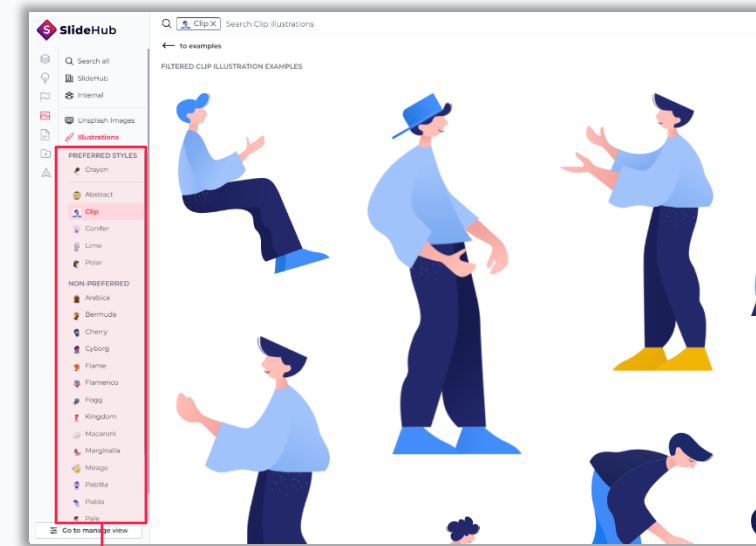 SlideHub
Clip X Search Clip illustrations
to examples
FILTERED CLIP ILLUSTRATION EXAMPLES
Search all
SlideHub
Internal
Unsplash Images
Illustrations
PREFERRED STYLES
Crayon
Abstract
Clip
Conifer
Lime
Polar
NON-PREFERRED
Arabica
Bermuda
Cherry
Cyborg
Flame
Flamenco
Fogg
Kingdom
Macaroni
Marginalia
Mirage
Pablita
Pablo
Pale
Go to manage view